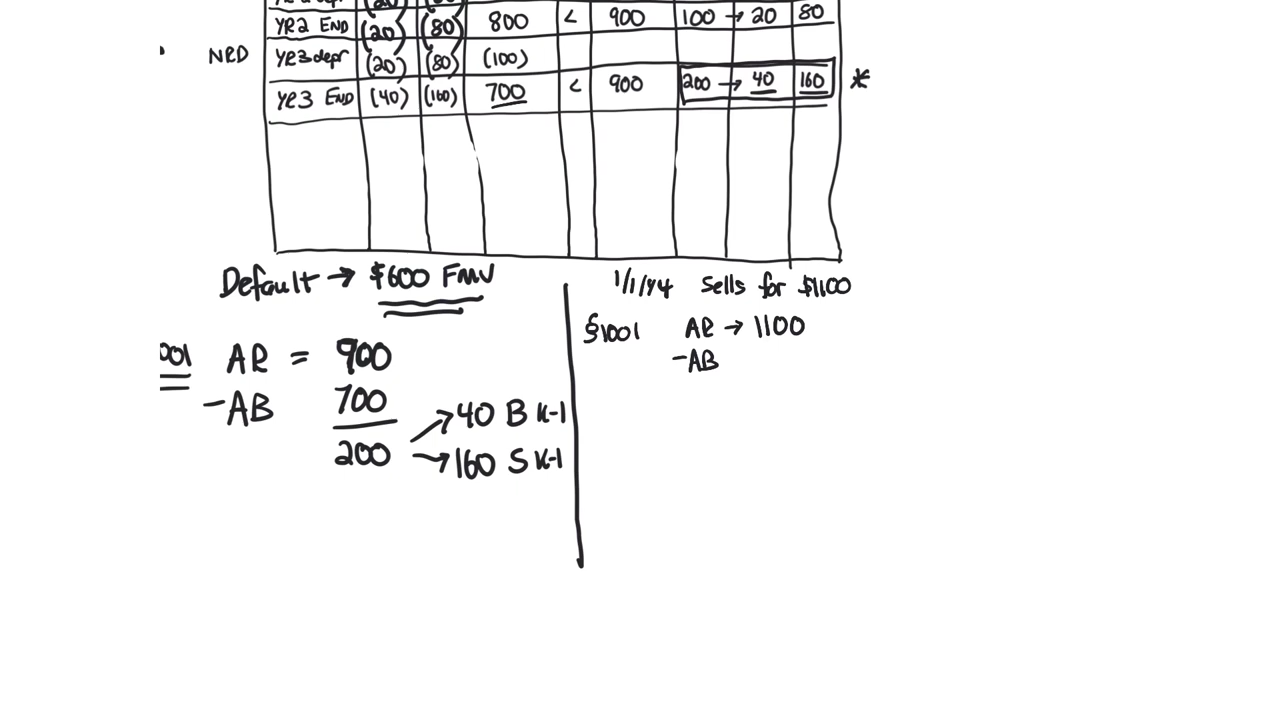 (20)
YR2 END (20) (80) 800 < 900 100 → 20 80
NRD YR3 depr (20) (80) (100)
YR3 END (40) (160) 700 < 900 200 → 40 160 *
Default → $600 FMV
1/1/Y4 Sells for $1100
§1001 AR → 1100
-AB
001 AR = 900
-AB 700
200 → 40 B K-1
→ 160 S K-1